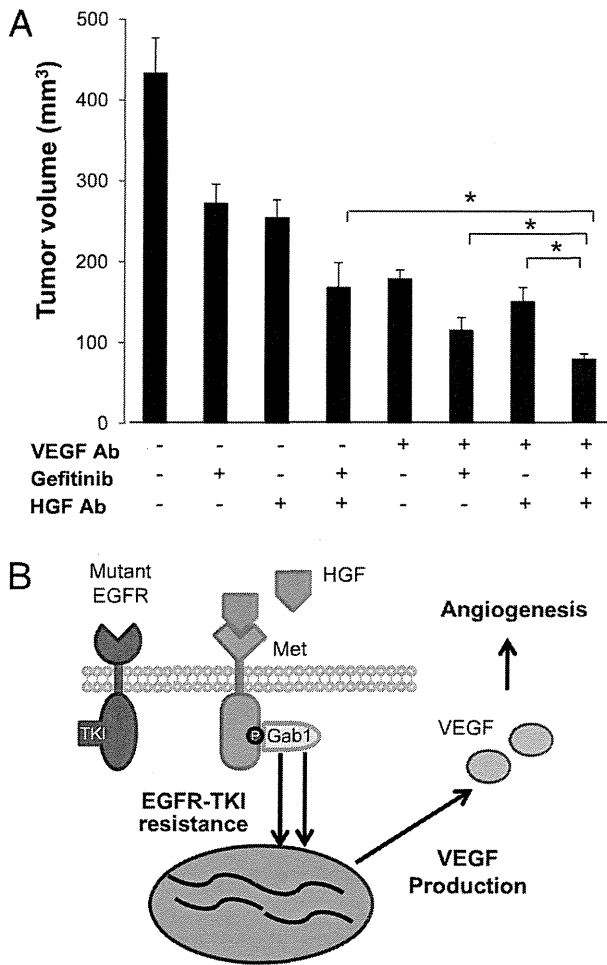 A
Tumor volume (mm³)
500
400
300
200
100
0
*
*
*
VEGF Ab - - - - + + + +
Gefitinib - + - + - + - +
HGF Ab - - + + - - + +
B
Mutant
EGFR
HGF
Met
TKI
P
Gab1
EGFR-TKI
resistance
Angiogenesis
VEGF
VEGF
Production